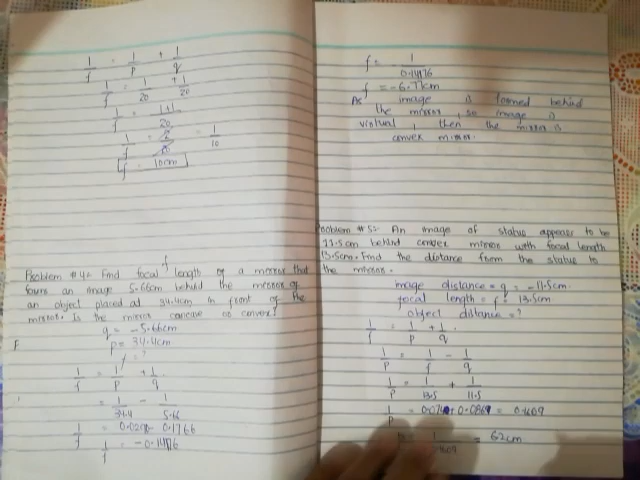 1/f = 1/p + 1/q
1/f = 1/20 + 1/20
1/f = 1+1/20
1/f = 2/20 = 1/10
f = 10cm
Problem #4:- Find focal length of a mirror that
forms an image 5.66cm behind the mirror of
an object placed at 34.4cm in front of the
mirror. Is the mirror concave or convex?
q = -5.66cm
p = 34.4cm
f = ?
1/f = 1/p + 1/q
= 1/34.4 - 1/5.66
1/f = 0.029 - 0.1766
1/f = -0.1476
f = - 1/0.1476
f = -6.77cm
As image is formed behind
the mirror, so image is
virtual, then the mirror is
convex mirror.
Problem #5:- An image of statue appears to be
11.5cm behind convex mirror with focal length
13.5cm. Find the distance from the statue to
the mirror.
image distance = q = -11.5cm
focal length = f = 13.5cm
object distance = ?
1/f = 1/p + 1/q.
1/p = 1/f - 1/q
1/p = 1/13.5 + 1/11.5
1/p = 0.074 + 0.0869 = 0.1609
= 62cm